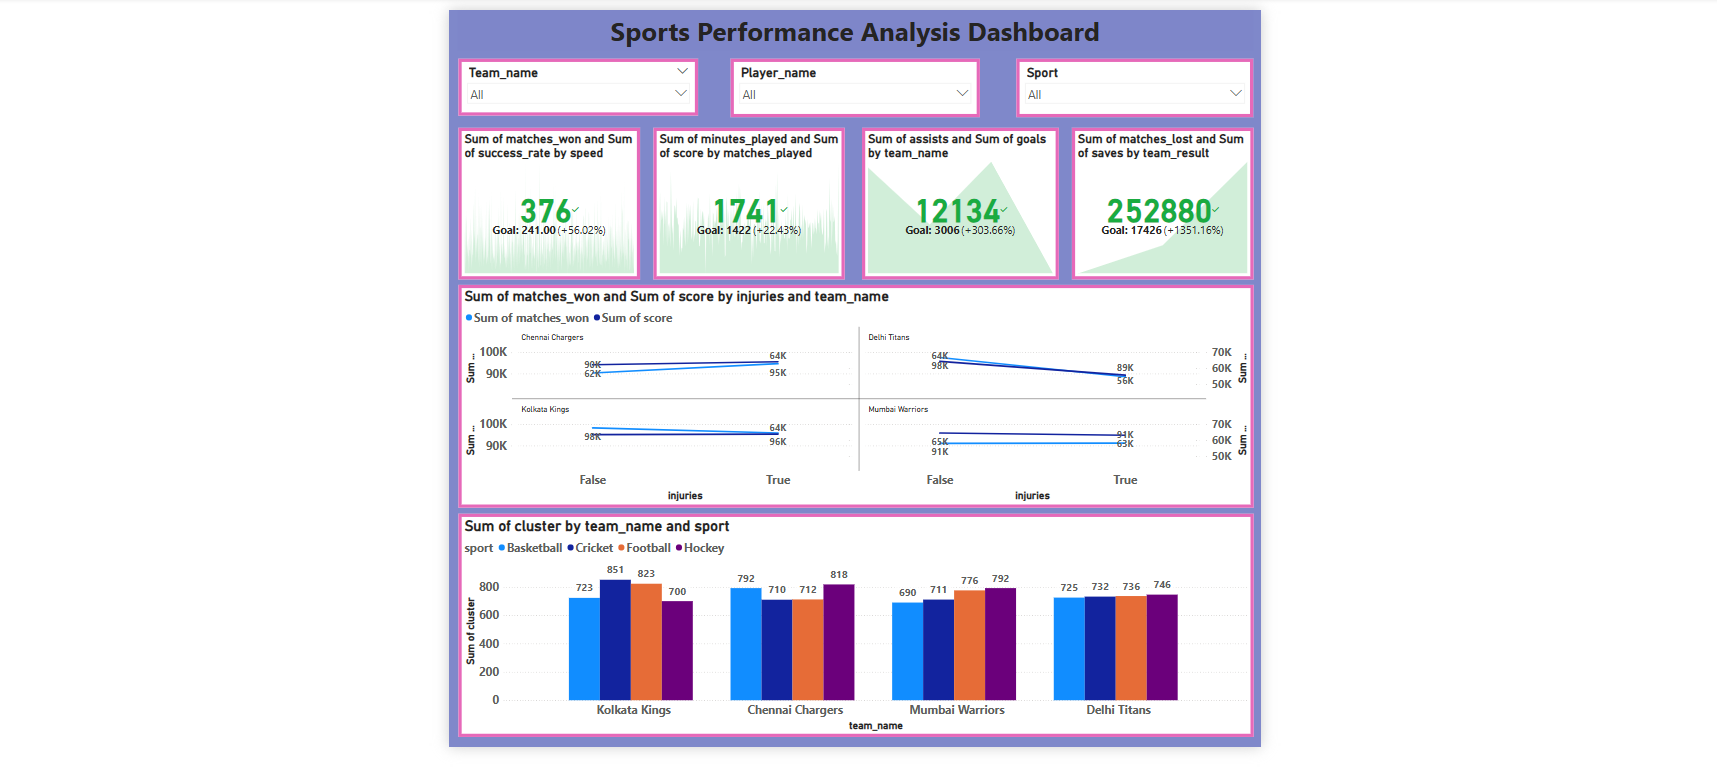 Sports Performance Analysis Dashboard
Team_name
All
Player_name
All
Sport
All
Sum of matches_won and Sum
of success_rate by speed
376
Goal: 241.00 (+56.02%)
Sum of minutes_played and Sum
of score by matches_played
1741
Goal: 1422 (+22.43%)
Sum of assists and Sum of goals
by team_name
12134
Goal: 3006 (+303.66%)
Sum of matches_lost and Sum
of saves by team_result
252880
Goal: 17426 (+1351.16%)
Sum of matches_won and Sum of score by injuries and team_name
Sum of matches_won Sum of score
Chennai Chargers
100K
90K
Sum ...
90K
62K
64K
95K
Delhi Titans
64K
98K
89K
56K
70K
60K
50K
Sum ...
Kolkata Kings
100K
90K
Sum ...
98K
64K
96K
Mumbai Warriors
65K
91K
91K
63K
70K
60K
50K
Sum ...
False True False True
injuries injuries
Sum of cluster by team_name and sport
sport Basketball Cricket Football Hockey
Sum of cluster
800
600
400
200
0
723 851 823 700
792 710 712 818
690 711 776 792
725 732 736 746
Kolkata Kings Chennai Chargers Mumbai Warriors Delhi Titans
team_name